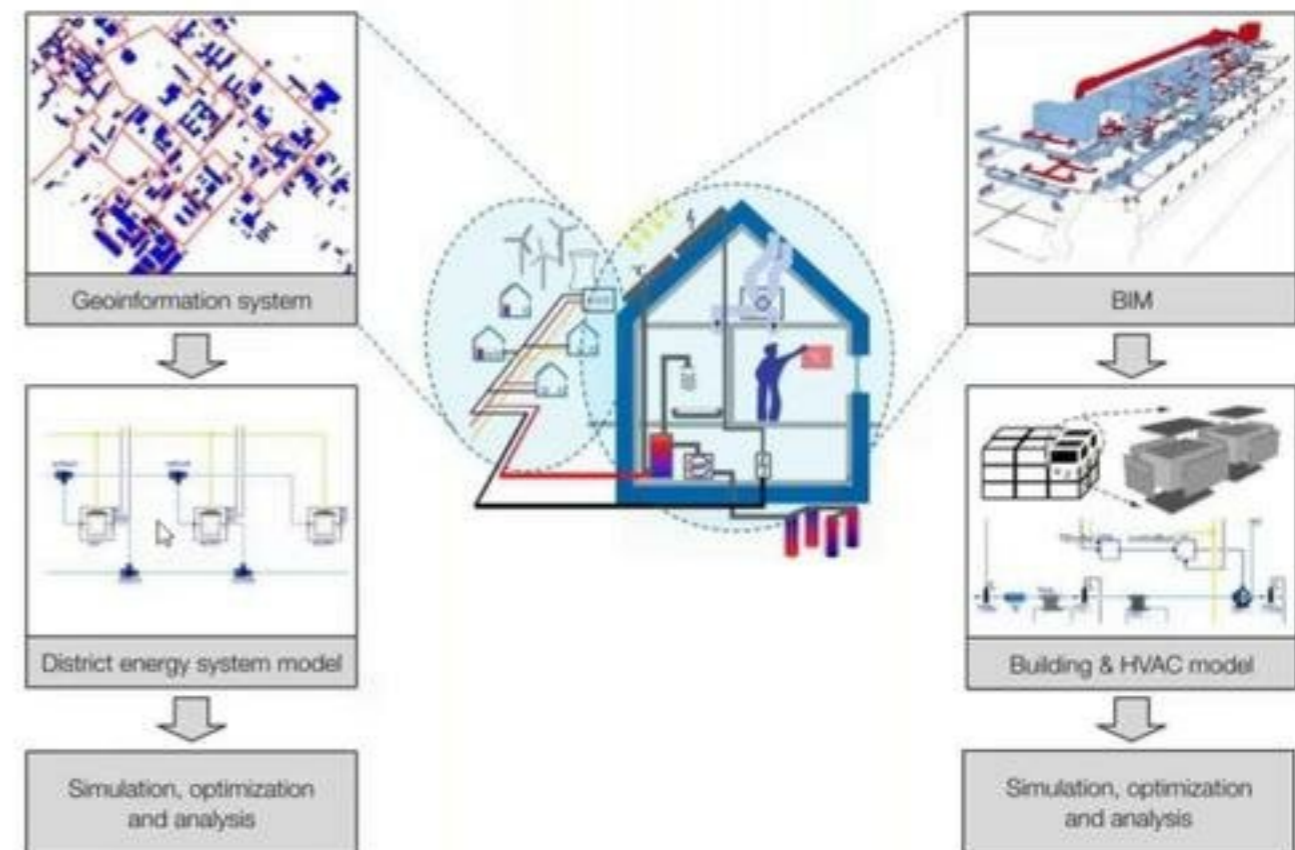 Geoinformation system
BIM
District energy system model
Building & HVAC model
Simulation, optimization
and analysis
Simulation, optimization
and analysis